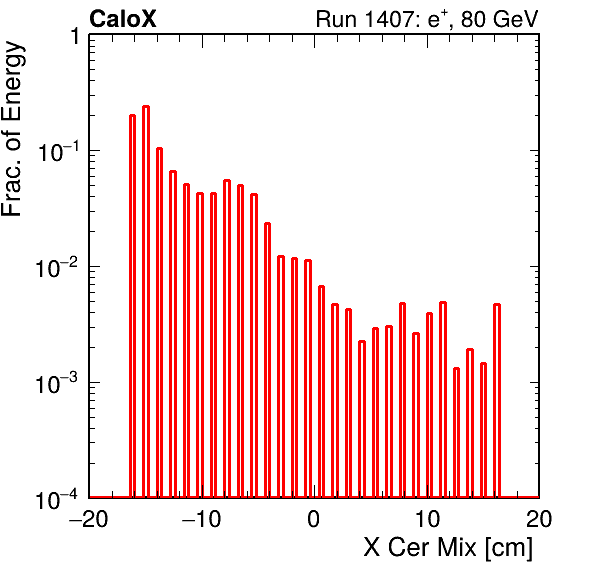 CaloX Run 1407: e⁺, 80 GeV
Frac. of Energy
1
10⁻¹
10⁻²
10⁻³
10⁻⁴
−20 −10 0 10 20
X Cer Mix [cm]